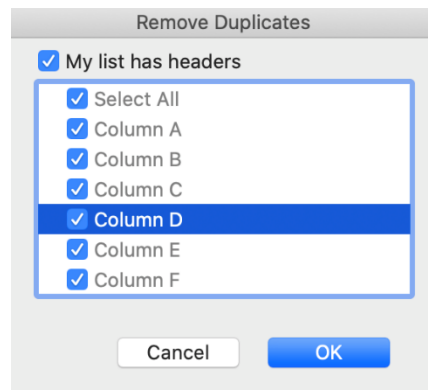 Remove Duplicates
My list has headers
Select All
Column A
Column B
Column C
Column D
Column E
Column F
Cancel OK